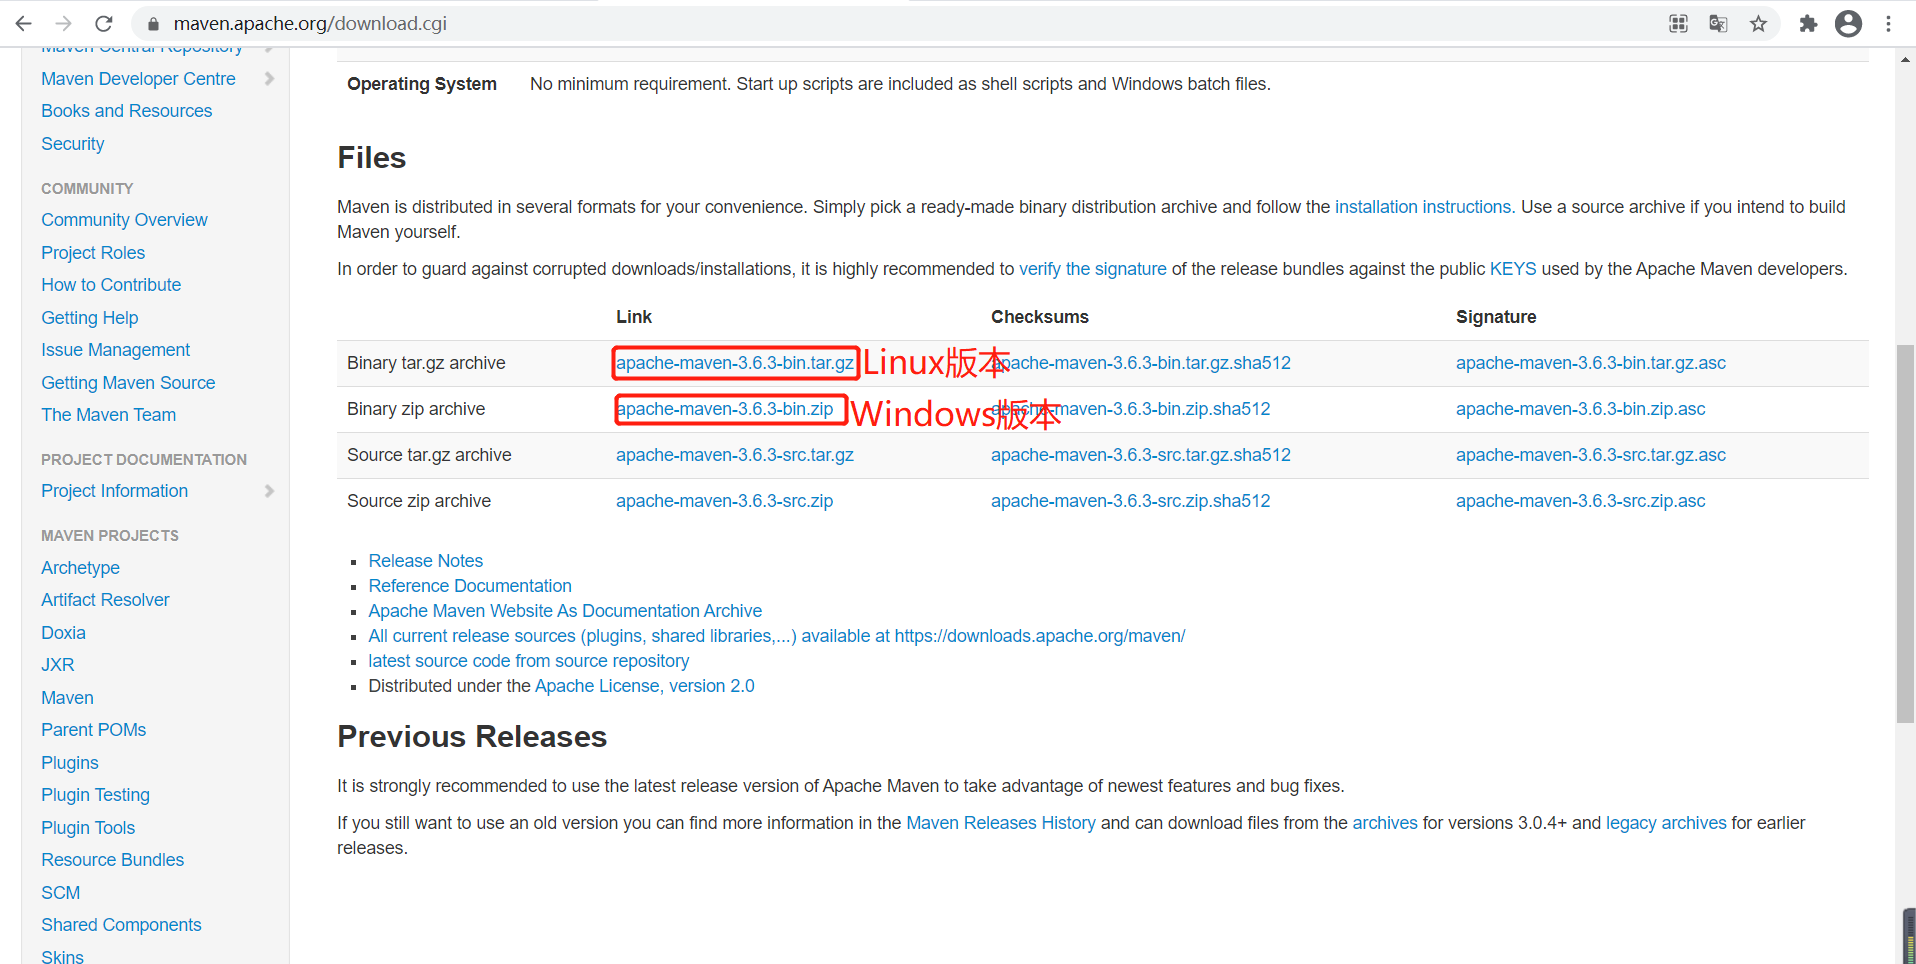 maven.apache.org/download.cgi
Maven Central Repository
Maven Developer Centre
Books and Resources
Security
COMMUNITY
Community Overview
Project Roles
How to Contribute
Getting Help
Issue Management
Getting Maven Source
The Maven Team
PROJECT DOCUMENTATION
Project Information
MAVEN PROJECTS
Archetype
Artifact Resolver
Doxia
JXR
Maven
Parent POMs
Plugins
Plugin Testing
Plugin Tools
Resource Bundles
SCM
Shared Components
Skins
Operating System No minimum requirement. Start up scripts are included as shell scripts and Windows batch files.
Files
Maven is distributed in several formats for your convenience. Simply pick a ready-made binary distribution archive and follow the installation instructions. Use a source archive if you intend to build
Maven yourself.
In order to guard against corrupted downloads/installations, it is highly recommended to verify the signature of the release bundles against the public KEYS used by the Apache Maven developers.
Link Checksums Signature
Binary tar.gz archive apache-maven-3.6.3-bin.tar.gz Linux版本 apache-maven-3.6.3-bin.tar.gz.sha512 apache-maven-3.6.3-bin.tar.gz.asc
Binary zip archive apache-maven-3.6.3-bin.zip Windows版本 apache-maven-3.6.3-bin.zip.sha512 apache-maven-3.6.3-bin.zip.asc
Source tar.gz archive apache-maven-3.6.3-src.tar.gz apache-maven-3.6.3-src.tar.gz.sha512 apache-maven-3.6.3-src.tar.gz.asc
Source zip archive apache-maven-3.6.3-src.zip apache-maven-3.6.3-src.zip.sha512 apache-maven-3.6.3-src.zip.asc
Release Notes
Reference Documentation
Apache Maven Website As Documentation Archive
All current release sources (plugins, shared libraries,...) available at https://downloads.apache.org/maven/
latest source code from source repository
Distributed under the Apache License, version 2.0
Previous Releases
It is strongly recommended to use the latest release version of Apache Maven to take advantage of newest features and bug fixes.
If you still want to use an old version you can find more information in the Maven Releases History and can download files from the archives for versions 3.0.4+ and legacy archives for earlier
releases.